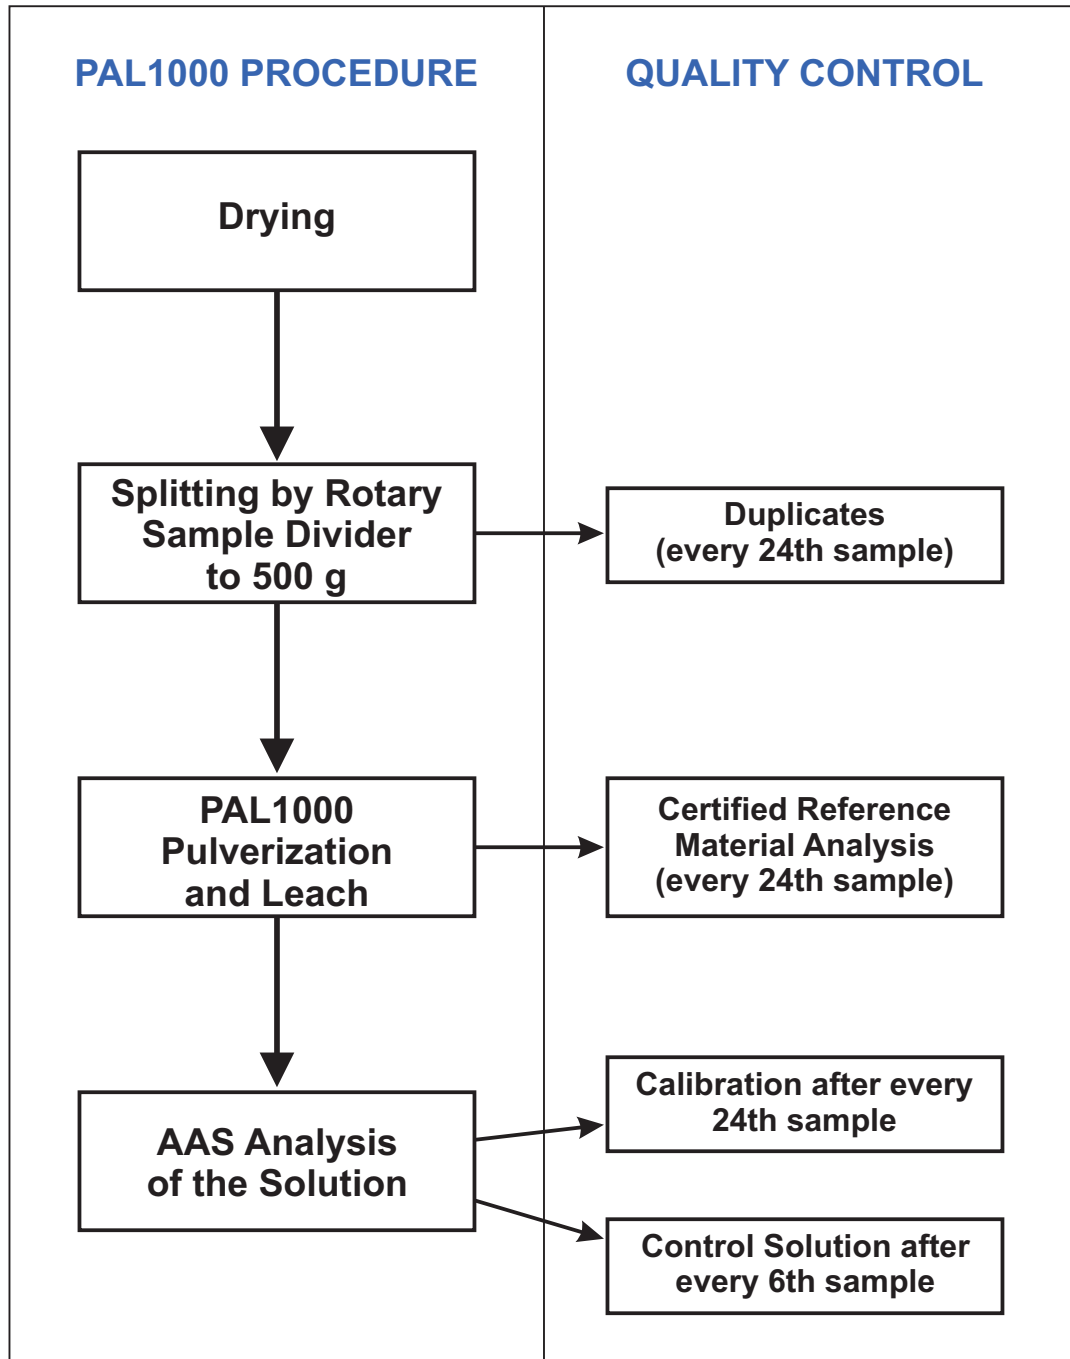 PAL1000 PROCEDURE
QUALITY CONTROL
Drying
Splitting by Rotary
Sample Divider
to 500 g
Duplicates
(every 24th sample)
PAL1000
Pulverization
and Leach
Certified Reference
Material Analysis
(every 24th sample)
AAS Analysis
of the Solution
Calibration after every
24th sample
Control Solution after
every 6th sample